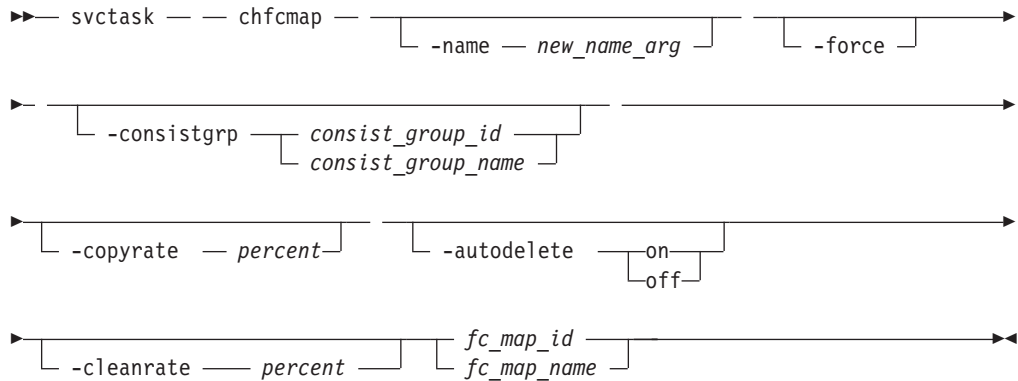 svctask chfcmap
-name new_name_arg -force
-consistgrp consist_group_id
consist_group_name
-copyrate percent -autodelete on
off
-cleanrate percent fc_map_id
fc_map_name